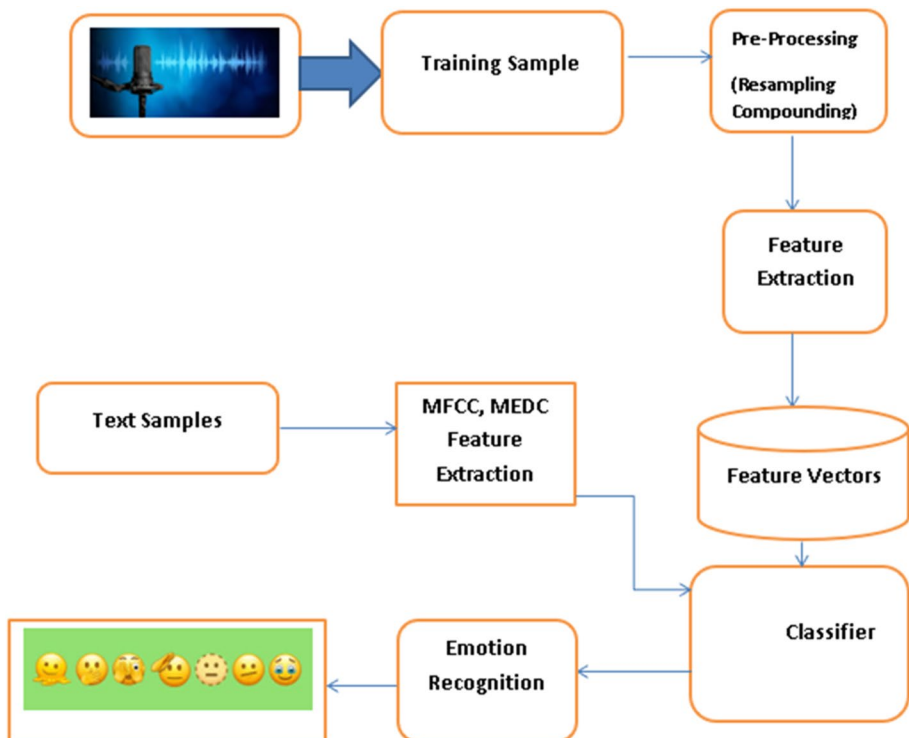 Training Sample
Pre-Processing
(Resampling
Compounding)
Feature
Extraction
Text Samples
MFCC, MEDC
Feature
Extraction
Feature Vectors
Classifier
Emotion
Recognition